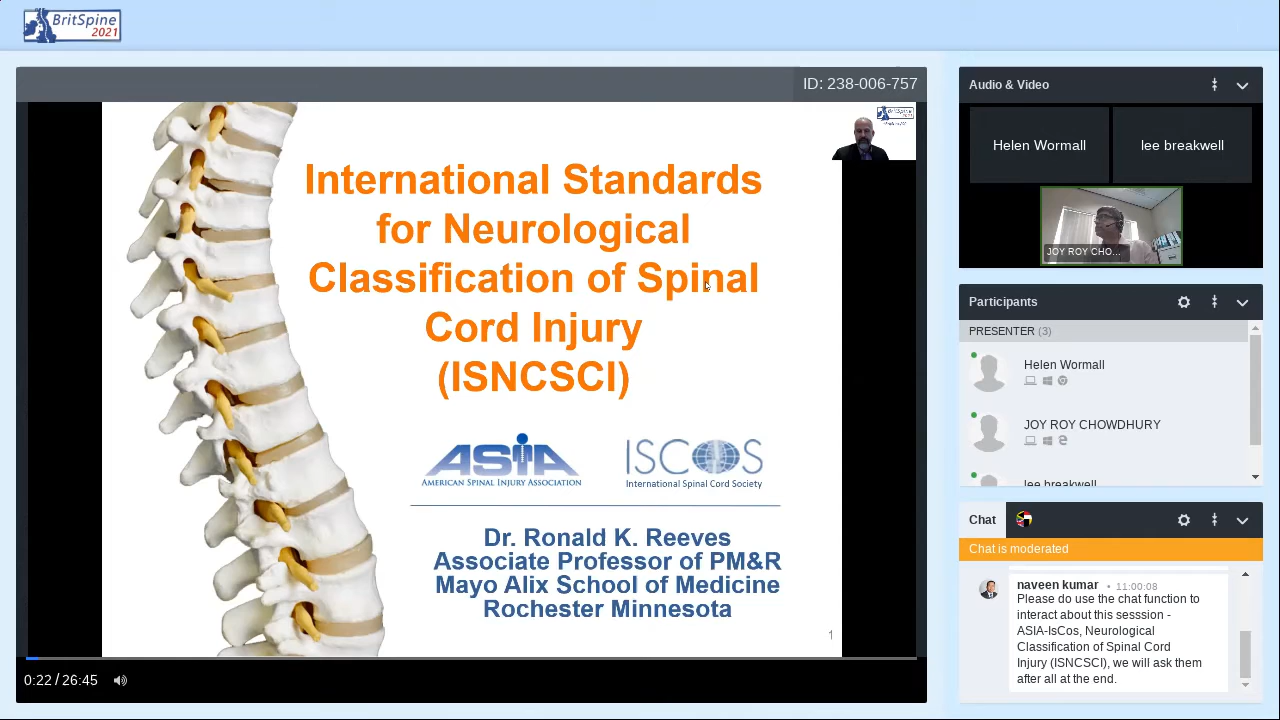 BritSpine
2021
ID: 238-006-757
International Standards
for Neurological
Classification of Spinal
Cord Injury
(ISNCSCI)
ASIA
AMERICAN SPINAL INJURY ASSOCIATION
ISCOS
International Spinal Cord Society
Dr. Ronald K. Reeves
Associate Professor of PM&R
Mayo Alix School of Medicine
Rochester Minnesota
1
0:22 / 26:45
Audio & Video
Helen Wormall
lee breakwell
JOY ROY CHO...
Participants
PRESENTER (3)
Helen Wormall
JOY ROY CHOWDHURY
lee breakwell
Chat
Chat is moderated
naveen kumar • 11:00:08
Please do use the chat function to
interact about this sesssion -
ASIA-IsCos, Neurological
Classification of Spinal Cord
Injury (ISNCSCI), we will ask them
after all at the end.